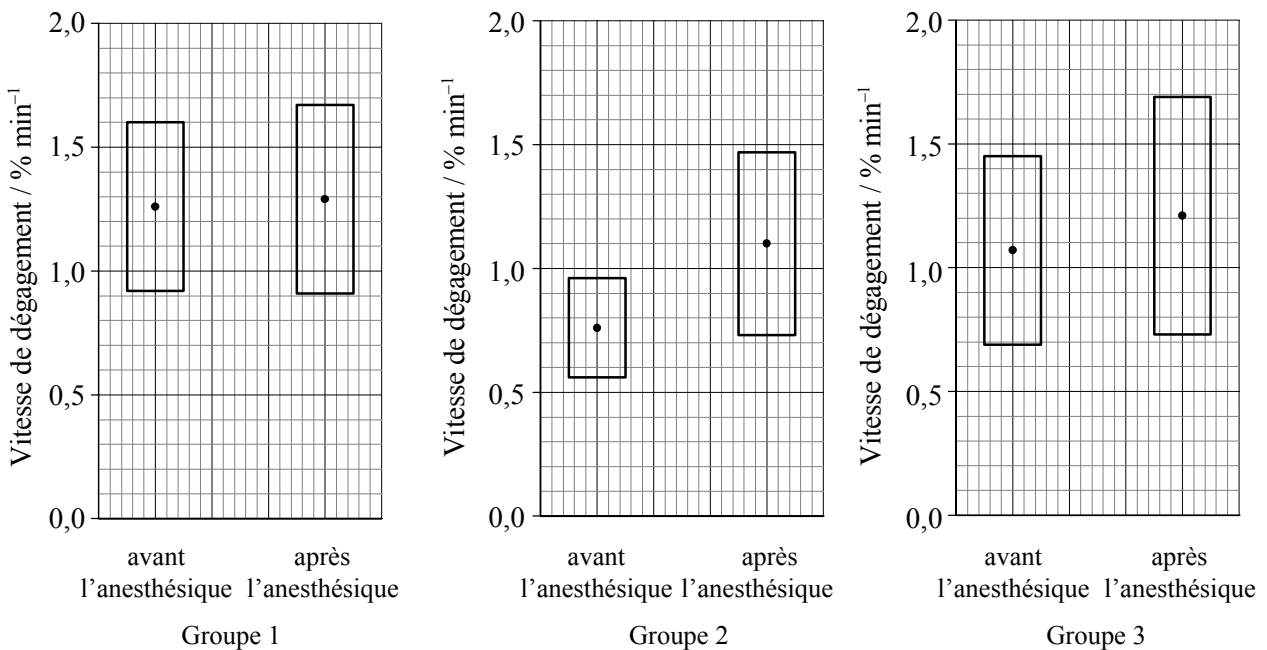 Vitesse de dégagement / % min⁻¹
2,0
1,5
1,0
0,5
0,0
avant l’anesthésique
après l’anesthésique
Groupe 1
Vitesse de dégagement / % min⁻¹
2,0
1,5
1,0
0,5
0,0
avant l’anesthésique
après l’anesthésique
Groupe 2
Vitesse de dégagement / % min⁻¹
2,0
1,5
1,0
0,5
0,0
avant l’anesthésique
après l’anesthésique
Groupe 3